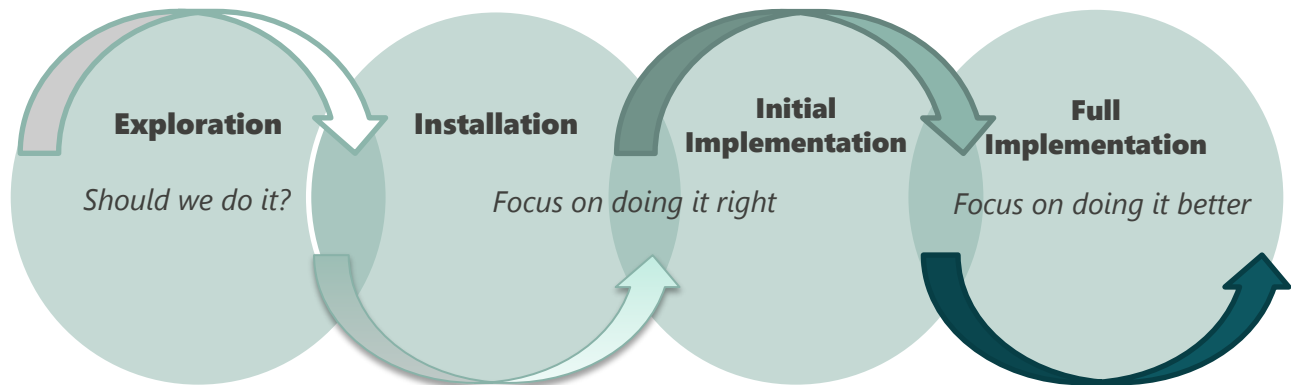 Exploration
Should we do it?
Installation
Focus on doing it right
Initial
Implementation
Full
Implementation
Focus on doing it better